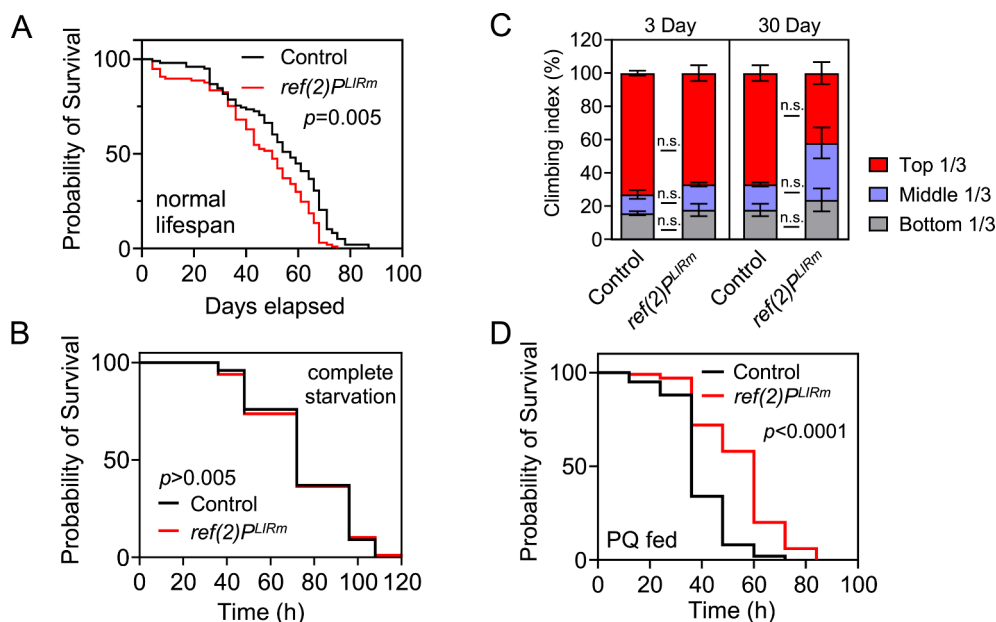 A
Probability of Survival
100
50
0
0 20 40 60 80 100
Days elapsed
Control
ref(2)P^LIRm
p=0.005
normal
lifespan
C
3 Day 30 Day
Climbing index (%)
120
100
80
60
40
20
0
n.s.
n.s.
n.s.
n.s.
n.s.
n.s.
Control
ref(2)P^LIRm
Control
ref(2)P^LIRm
Top 1/3
Middle 1/3
Bottom 1/3
B
Probability of Survival
100
50
0
0 20 40 60 80 100 120
Time (h)
complete
starvation
p>0.005
Control
ref(2)P^LIRm
D
Probability of Survival
100
50
0
0 20 40 60 80 100
Time (h)
Control
ref(2)P^LIRm
p<0.0001
PQ fed